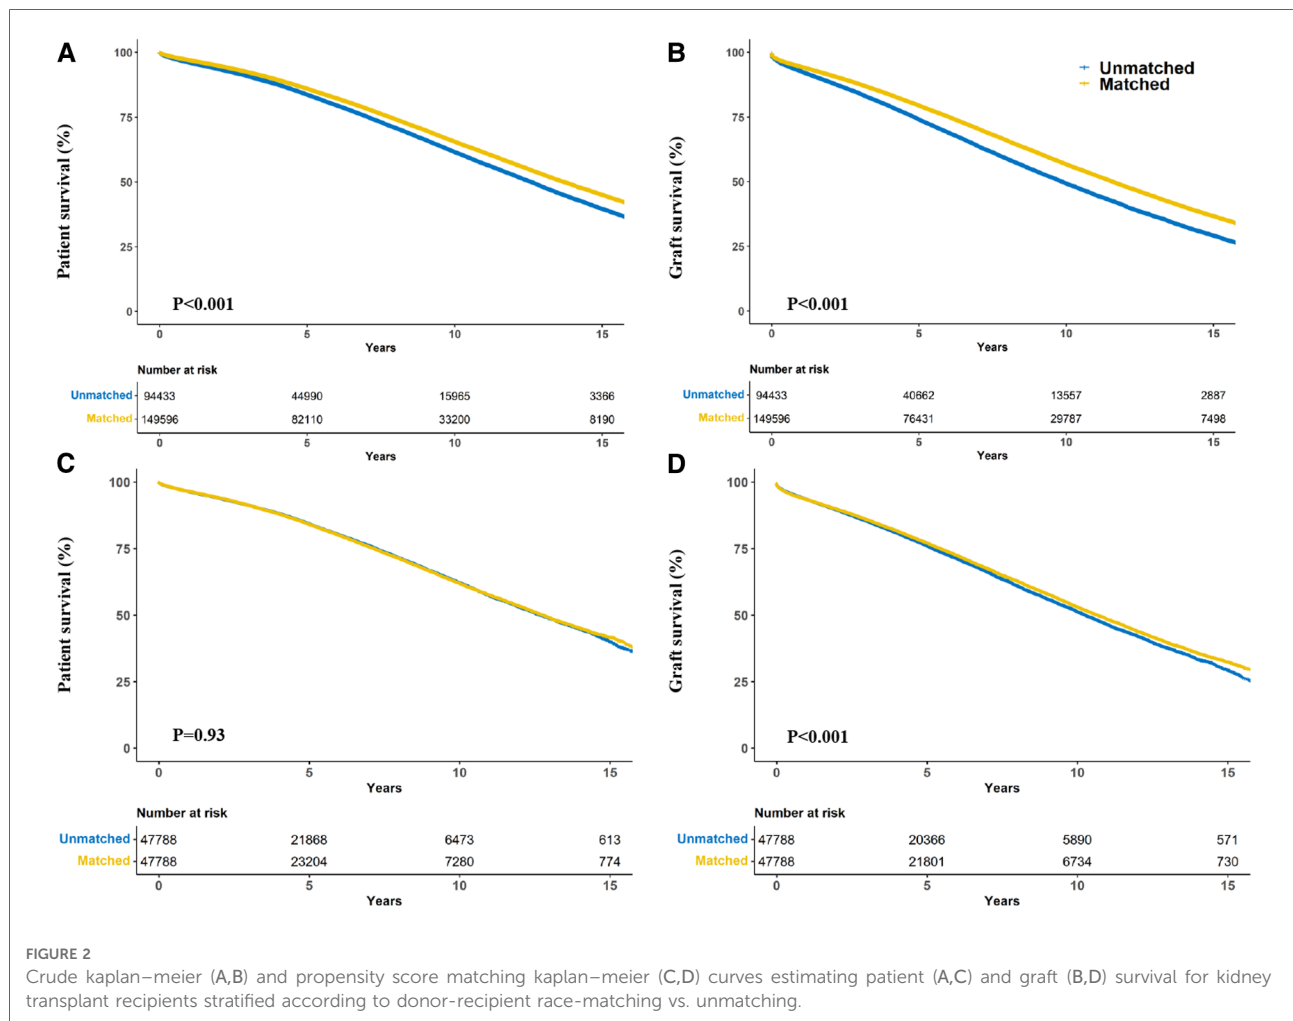 A
100
75
50
25
0
Patient survival (%)
P<0.001
0 5 10 15
Years
Number at risk
Unmatched 94433 44990 15965 3366
Matched 149596 82110 33200 8190
0 5 10 15
Years
B
Unmatched
Matched
100
75
50
25
0
Graft survival (%)
P<0.001
0 5 10 15
Years
Number at risk
Unmatched 94433 40662 13557 2887
Matched 149596 76431 29787 7498
0 5 10 15
Years
C
100
75
50
25
0
Patient survival (%)
P=0.93
0 5 10 15
Years
Number at risk
Unmatched 47788 21868 6473 613
Matched 47788 23204 7280 774
0 5 10 15
Years
D
100
75
50
25
0
Graft survival (%)
P<0.001
0 5 10 15
Years
Number at risk
Unmatched 47788 20366 5890 571
Matched 47788 21801 6734 730
0 5 10 15
Years
FIGURE 2
Crude kaplan–meier (A,B) and propensity score matching kaplan–meier (C,D) curves estimating patient (A,C) and graft (B,D) survival for kidney
transplant recipients stratified according to donor-recipient race-matching vs. unmatching.